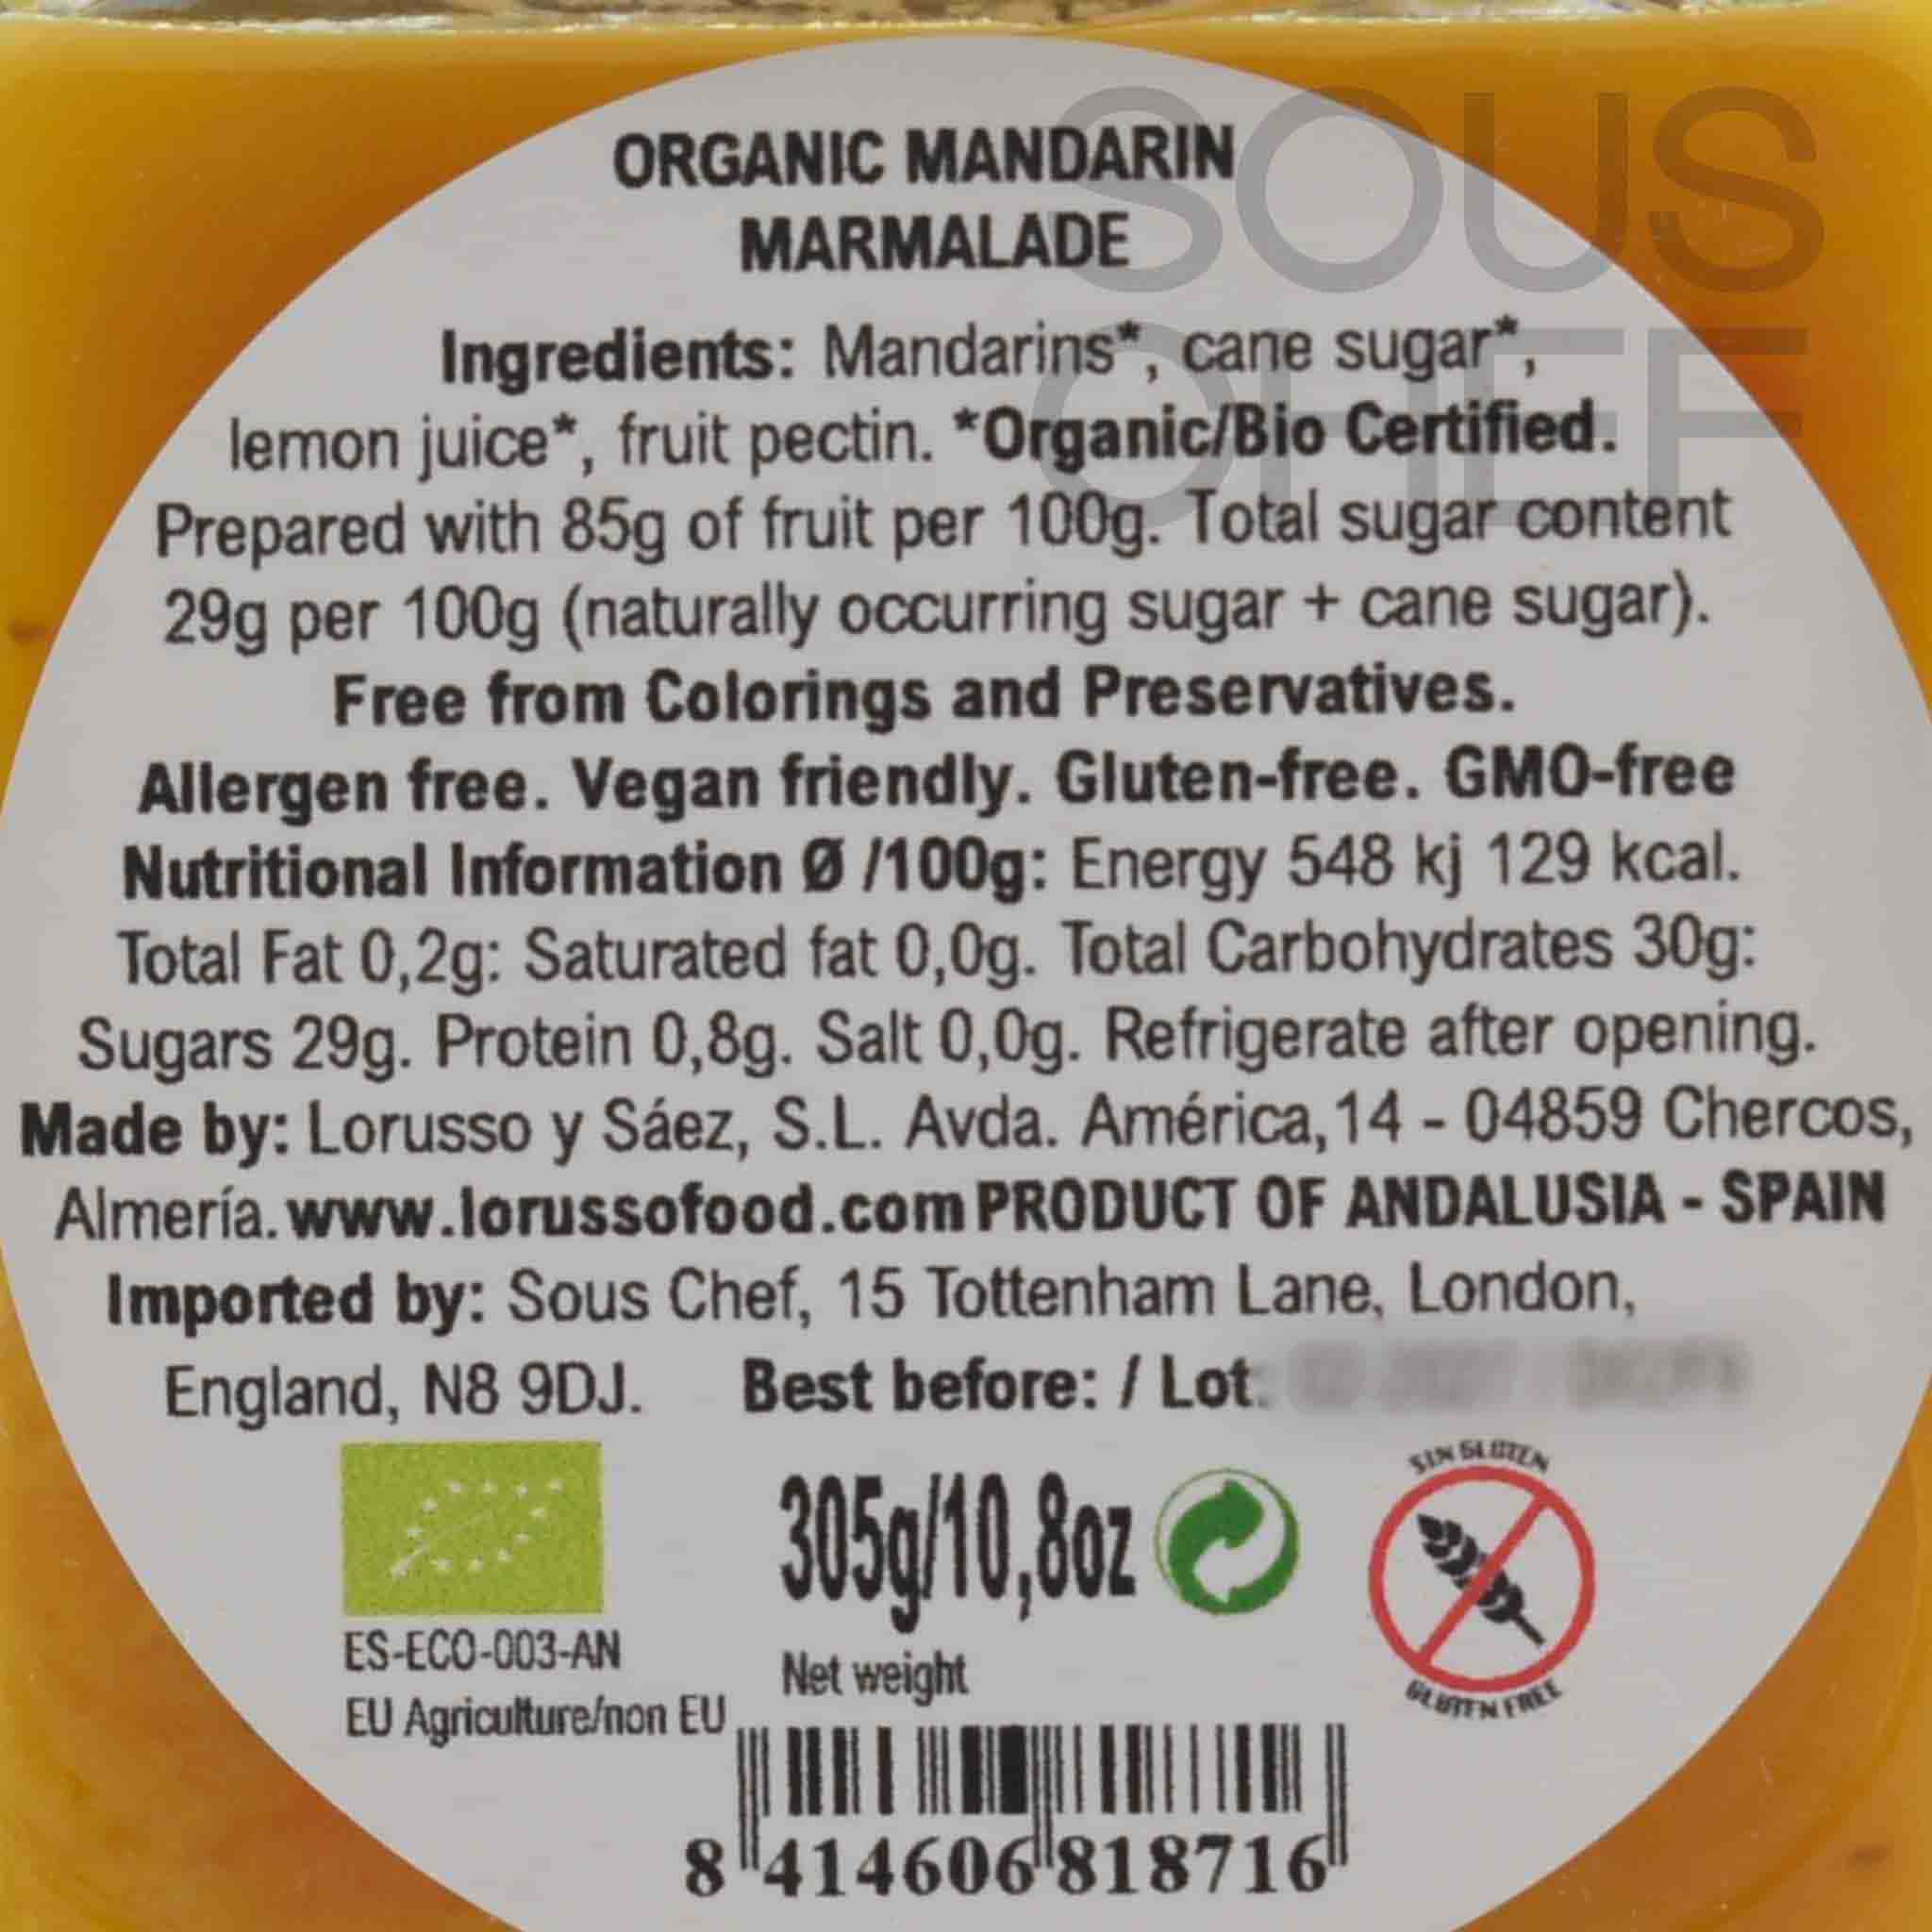 SOUS
CHEF
ORGANIC MANDARIN
MARMALADE
Ingredients: Mandarins*, cane sugar*,
lemon juice*, fruit pectin. *Organic/Bio Certified.
Prepared with 85g of fruit per 100g. Total sugar content
29g per 100g (naturally occurring sugar + cane sugar).
Free from Colorings and Preservatives.
Allergen free. Vegan friendly. Gluten-free. GMO-free
Nutritional Information Ø /100g: Energy 548 kj 129 kcal.
Total Fat 0,2g: Saturated fat 0,0g. Total Carbohydrates 30g:
Sugars 29g. Protein 0,8g. Salt 0,0g. Refrigerate after opening.
Made by: Lorusso y Sáez, S.L. Avda. América,14 - 04859 Chercos,
Almería. www.lorussofood.com PRODUCT OF ANDALUSIA - SPAIN
Imported by: Sous Chef, 15 Tottenham Lane, London,
England, N8 9DJ. Best before: / Lot:
SIN GLUTEN
305g/10,8oz
ES-ECO-003-AN
Net weight
GLUTEN FREE
EU Agriculture/non EU
8 414606 818716